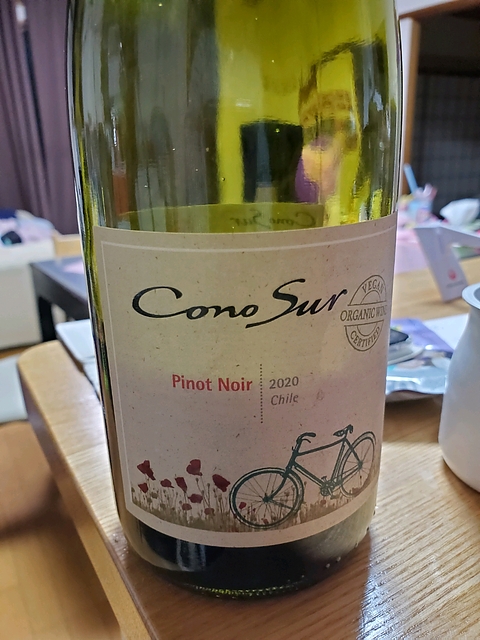 Cono Sur
VEGAN
ORGANIC WINE
CERTIFIED
Pinot Noir
2020
Chile